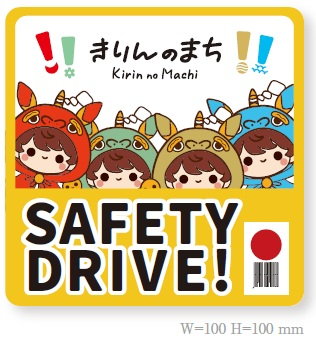 きりんのまち
Kirin no Machi
SAFETY
DRIVE!
W=100 H=100 mm